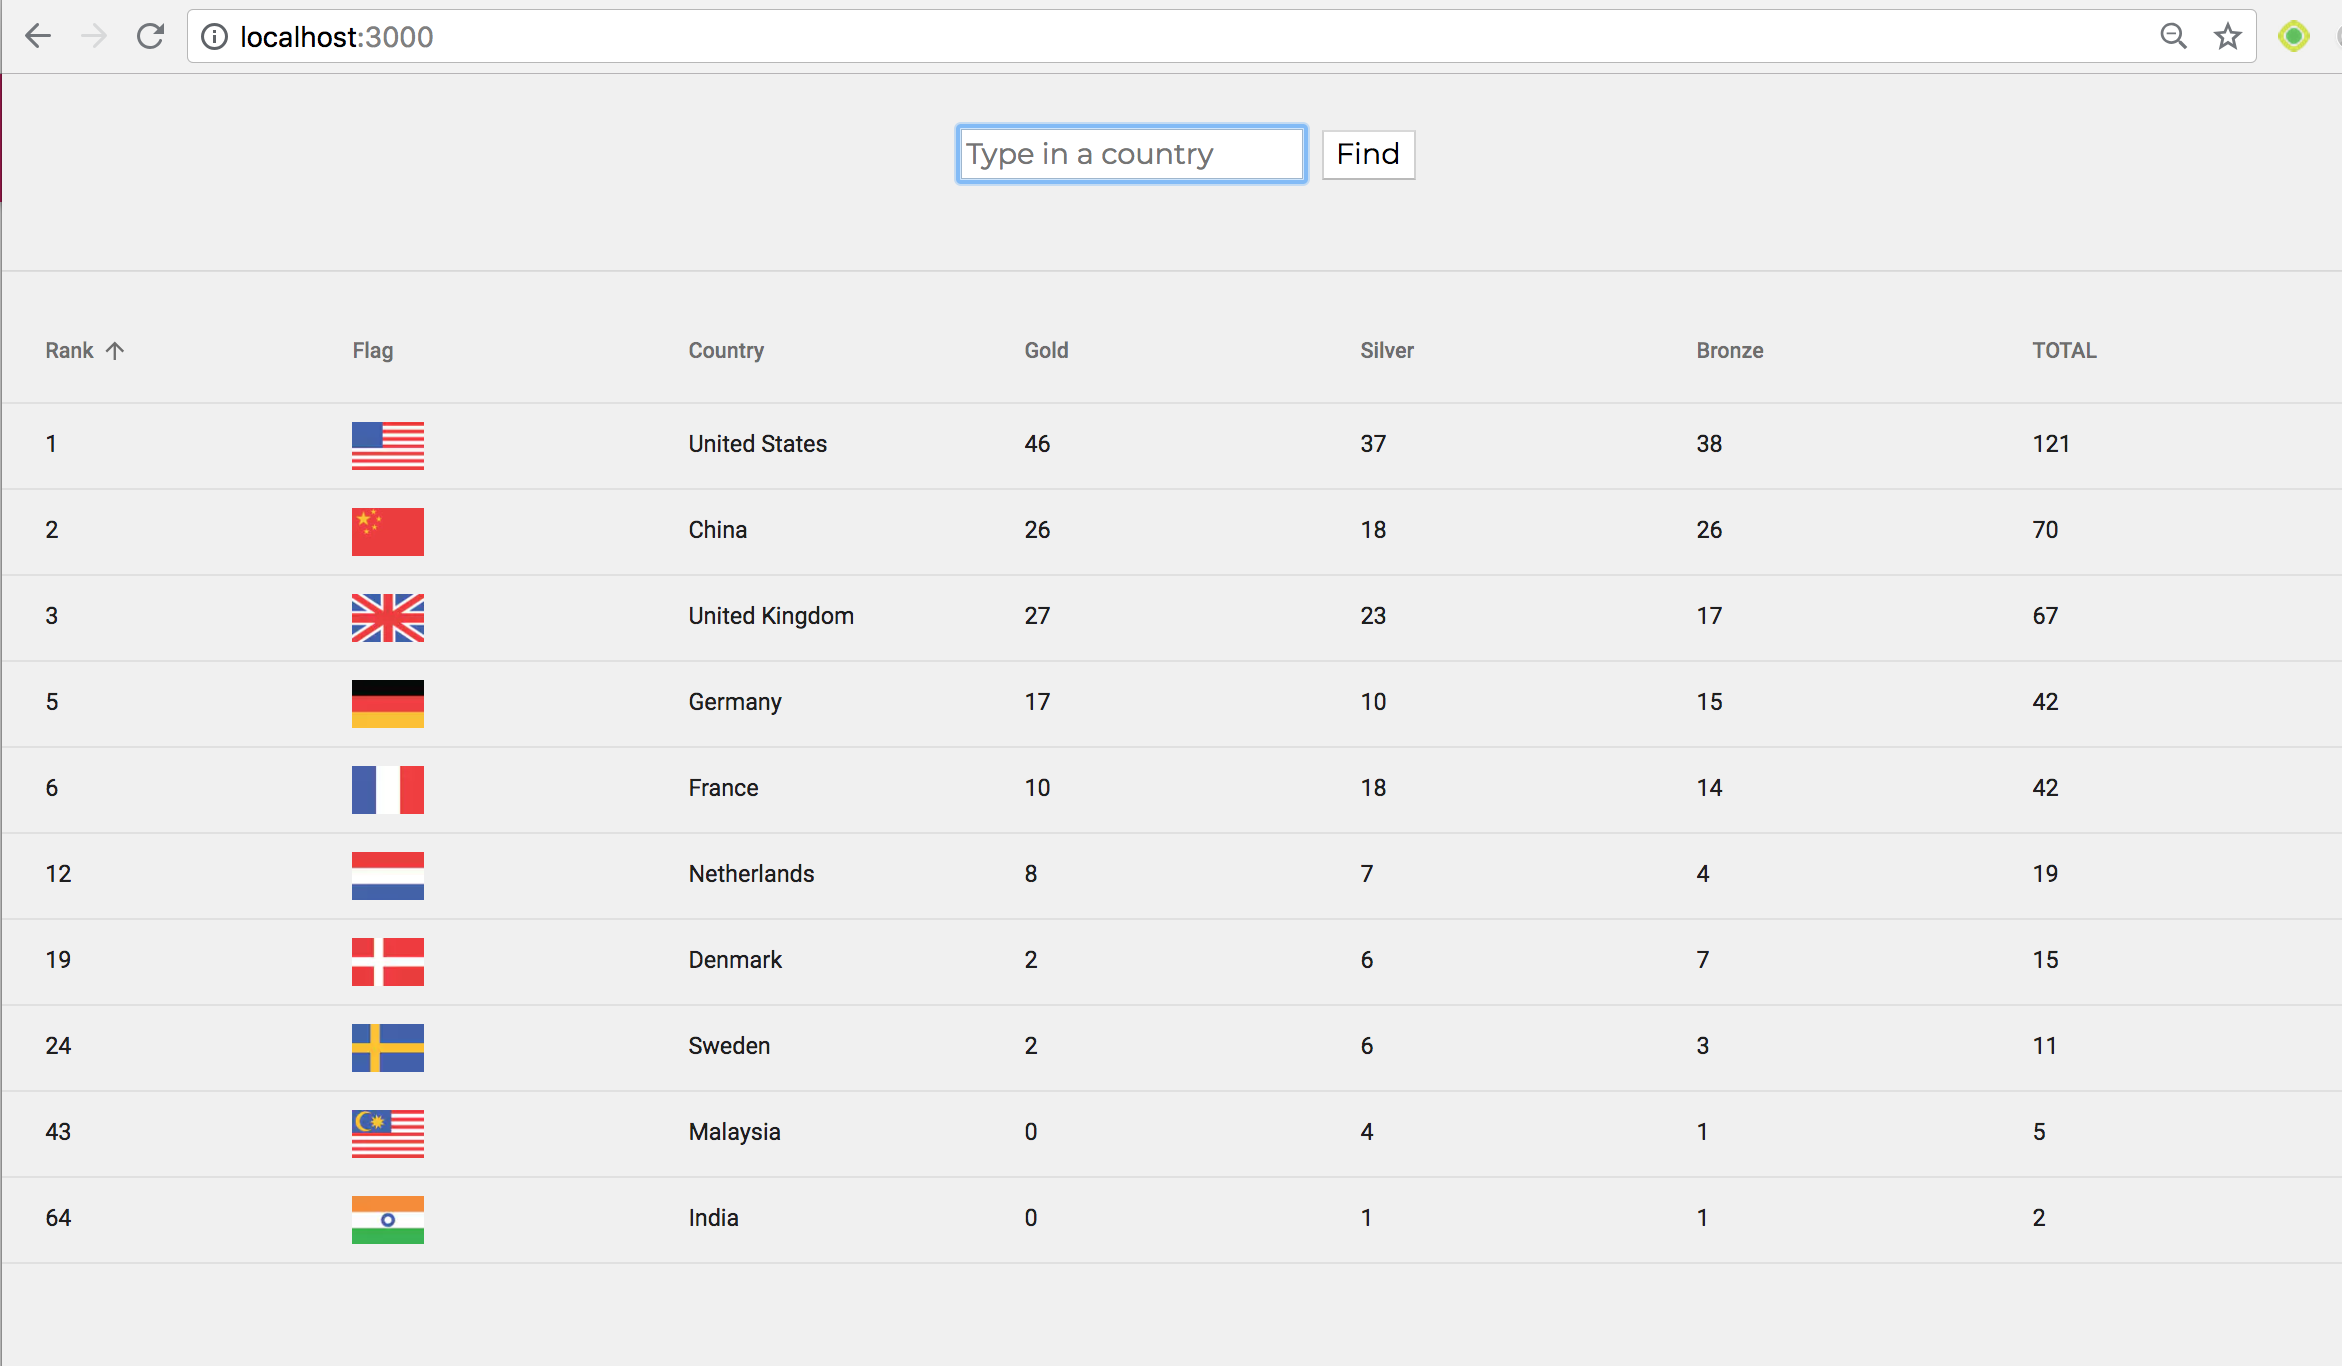 localhost:3000
Type in a country Find
Rank Flag Country Gold Silver Bronze TOTAL
1 United States 46 37 38 121
2 China 26 18 26 70
3 United Kingdom 27 23 17 67
5 Germany 17 10 15 42
6 France 10 18 14 42
12 Netherlands 8 7 4 19
19 Denmark 2 6 7 15
24 Sweden 2 6 3 11
43 Malaysia 0 4 1 5
64 India 0 1 1 2